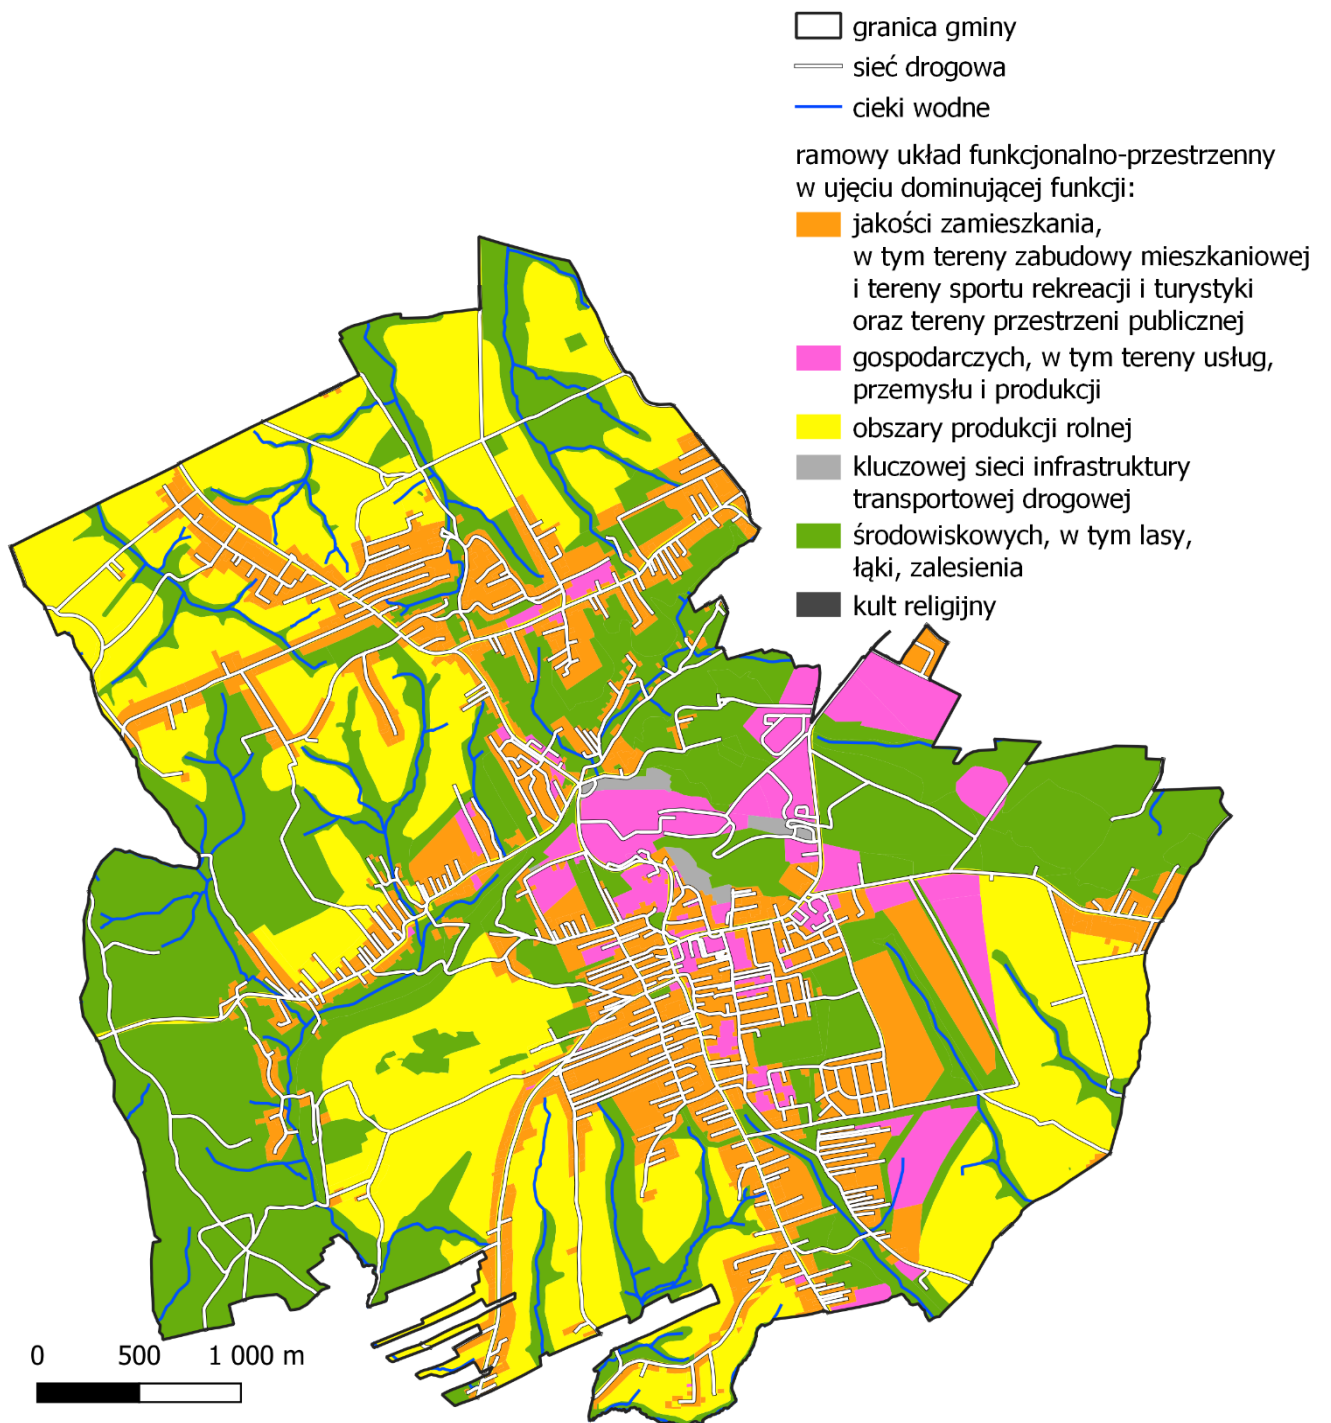 granica gminy
sieć drogowa
cieki wodne
ramowy układ funkcjonalno-przestrzenny
w ujęciu dominującej funkcji:
jakości zamieszkania,
w tym tereny zabudowy mieszkaniowej
i tereny sportu rekreacji i turystyki
oraz tereny przestrzeni publicznej
gospodarczych, w tym tereny usług,
przemysłu i produkcji
obszary produkcji rolnej
kluczowej sieci infrastruktury
transportowej drogowej
środowiskowych, w tym lasy,
łąki, zalesienia
kult religijny
0 500 1 000 m